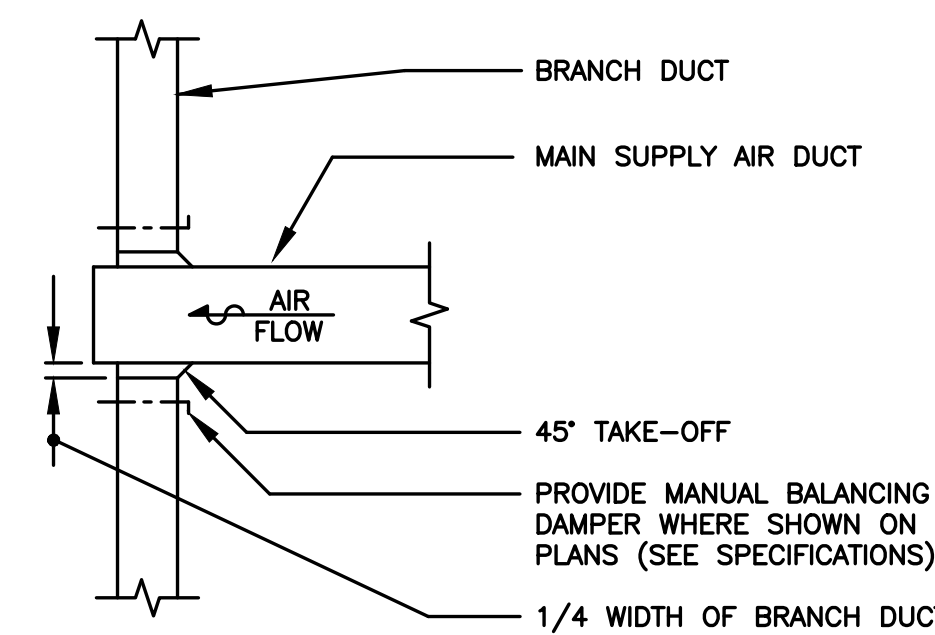 BRANCH DUCT
MAIN SUPPLY AIR DUCT
AIR
FLOW
45° TAKE-OFF
PROVIDE MANUAL BALANCING
DAMPER WHERE SHOWN ON
PLANS (SEE SPECIFICATIONS)
1/4 WIDTH OF BRANCH DUCT